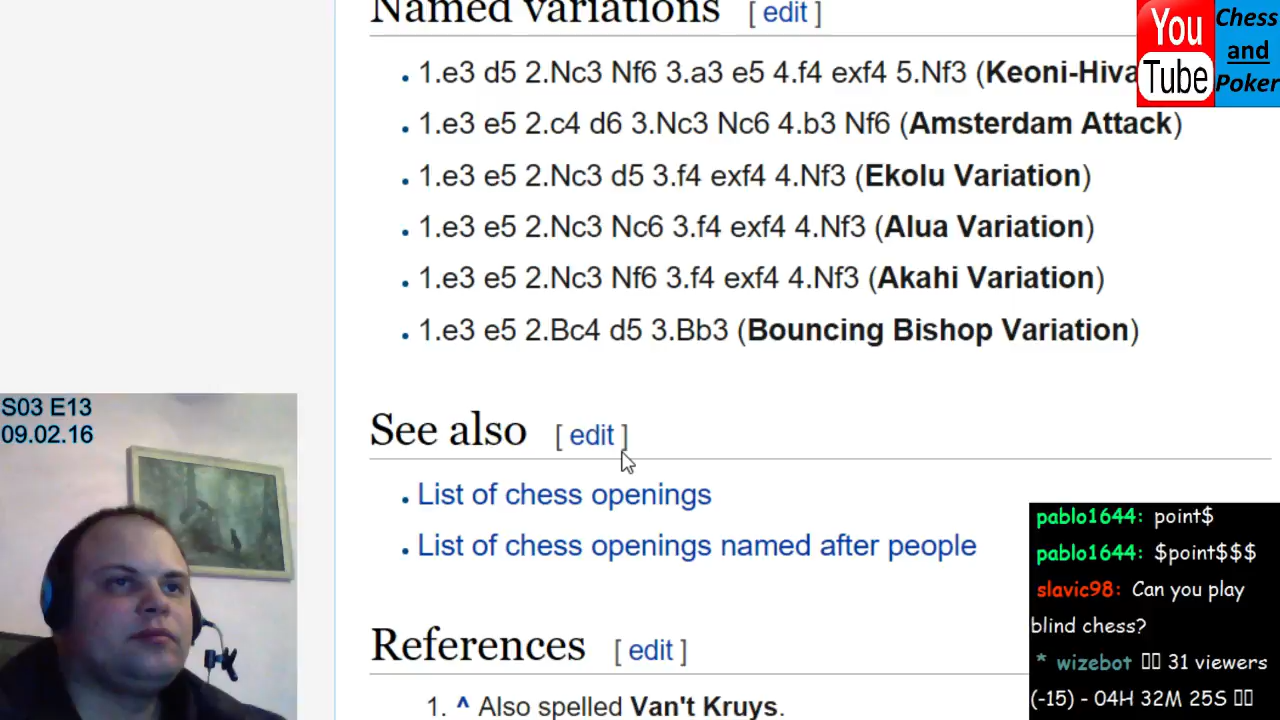 Named variations [ edit ]
1.e3 d5 2.Nc3 Nf6 3.a3 e5 4.f4 exf4 5.Nf3 (Keoni-Hiva
1.e3 e5 2.c4 d6 3.Nc3 Nc6 4.b3 Nf6 (Amsterdam Attack)
1.e3 e5 2.Nc3 d5 3.f4 exf4 4.Nf3 (Ekolu Variation)
1.e3 e5 2.Nc3 Nc6 3.f4 exf4 4.Nf3 (Alua Variation)
1.e3 e5 2.Nc3 Nf6 3.f4 exf4 4.Nf3 (Akahi Variation)
1.e3 e5 2.Bc4 d5 3.Bb3 (Bouncing Bishop Variation)
See also [ edit ]
List of chess openings
List of chess openings named after people
References [ edit ]
1. ^ Also spelled Van't Kruys.
You
Tube
Chess
and
Poker
S03 E13
09.02.16
pablo1644: point$
pablo1644: $point$$$
slavic98: Can you play
blind chess?
* wizebot 31 viewers
(-15) - 04H 32M 25S